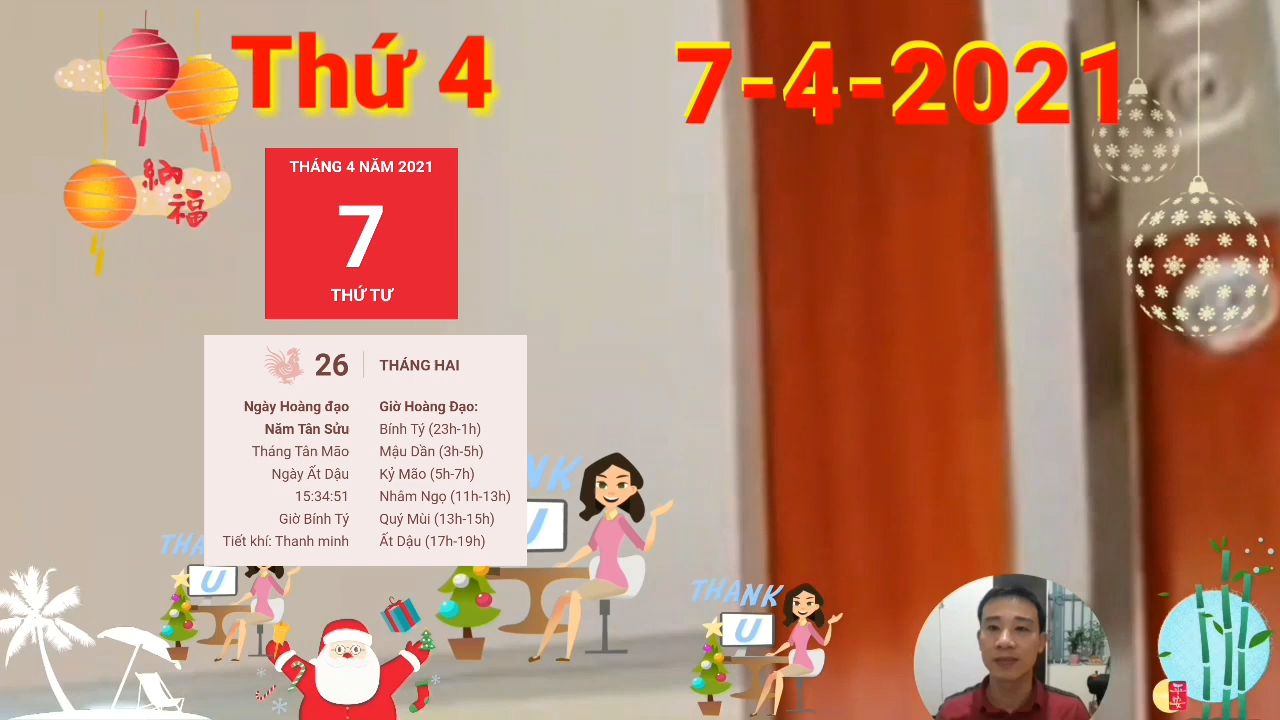 Thứ 4
7-4-2021
納
福
THÁNG 4 NĂM 2021
7
THỨ TƯ
26
THÁNG HAI
Ngày Hoàng đạo
Năm Tân Sửu
Tháng Tân Mão
Ngày Ất Dậu
15:34:51
Giờ Bính Tý
Tiết khí: Thanh minh
Giờ Hoàng Đạo:
Bính Tý (23h-1h)
Mậu Dần (3h-5h)
Kỷ Mão (5h-7h)
Nhâm Ngọ (11h-13h)
Quý Mùi (13h-15h)
Ất Dậu (17h-19h)
U
U
THANK
U